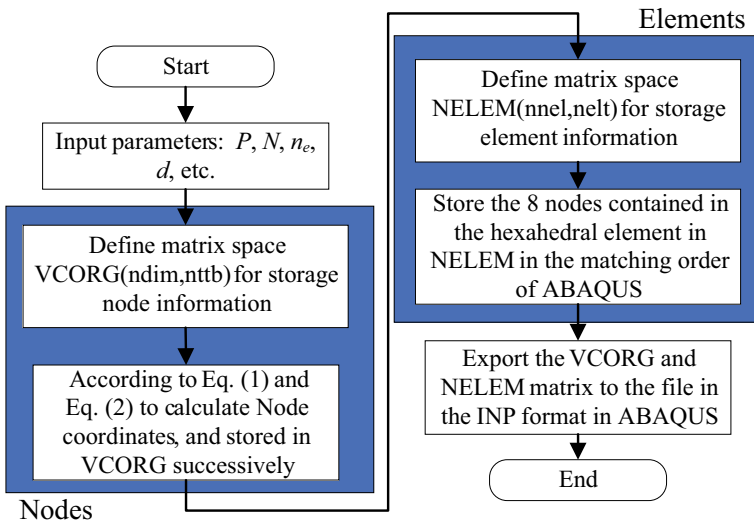 Start
Input parameters: P, N, nₑ,
d, etc.
Define matrix space
VCORG(ndim,nttb)for storage
node information
According to Eq. (1) and
Eq. (2) to calculate Node
coordinates, and stored in
VCORG successively
Nodes
Elements
Define matrix space
NELEM(nnel,nelt)for storage
element information
Store the 8 nodes contained in
the hexahedral element in
NELEM in the matching order
of ABAQUS
Export the VCORG and
NELEM matrix to the file in
the INP format in ABAQUS
End